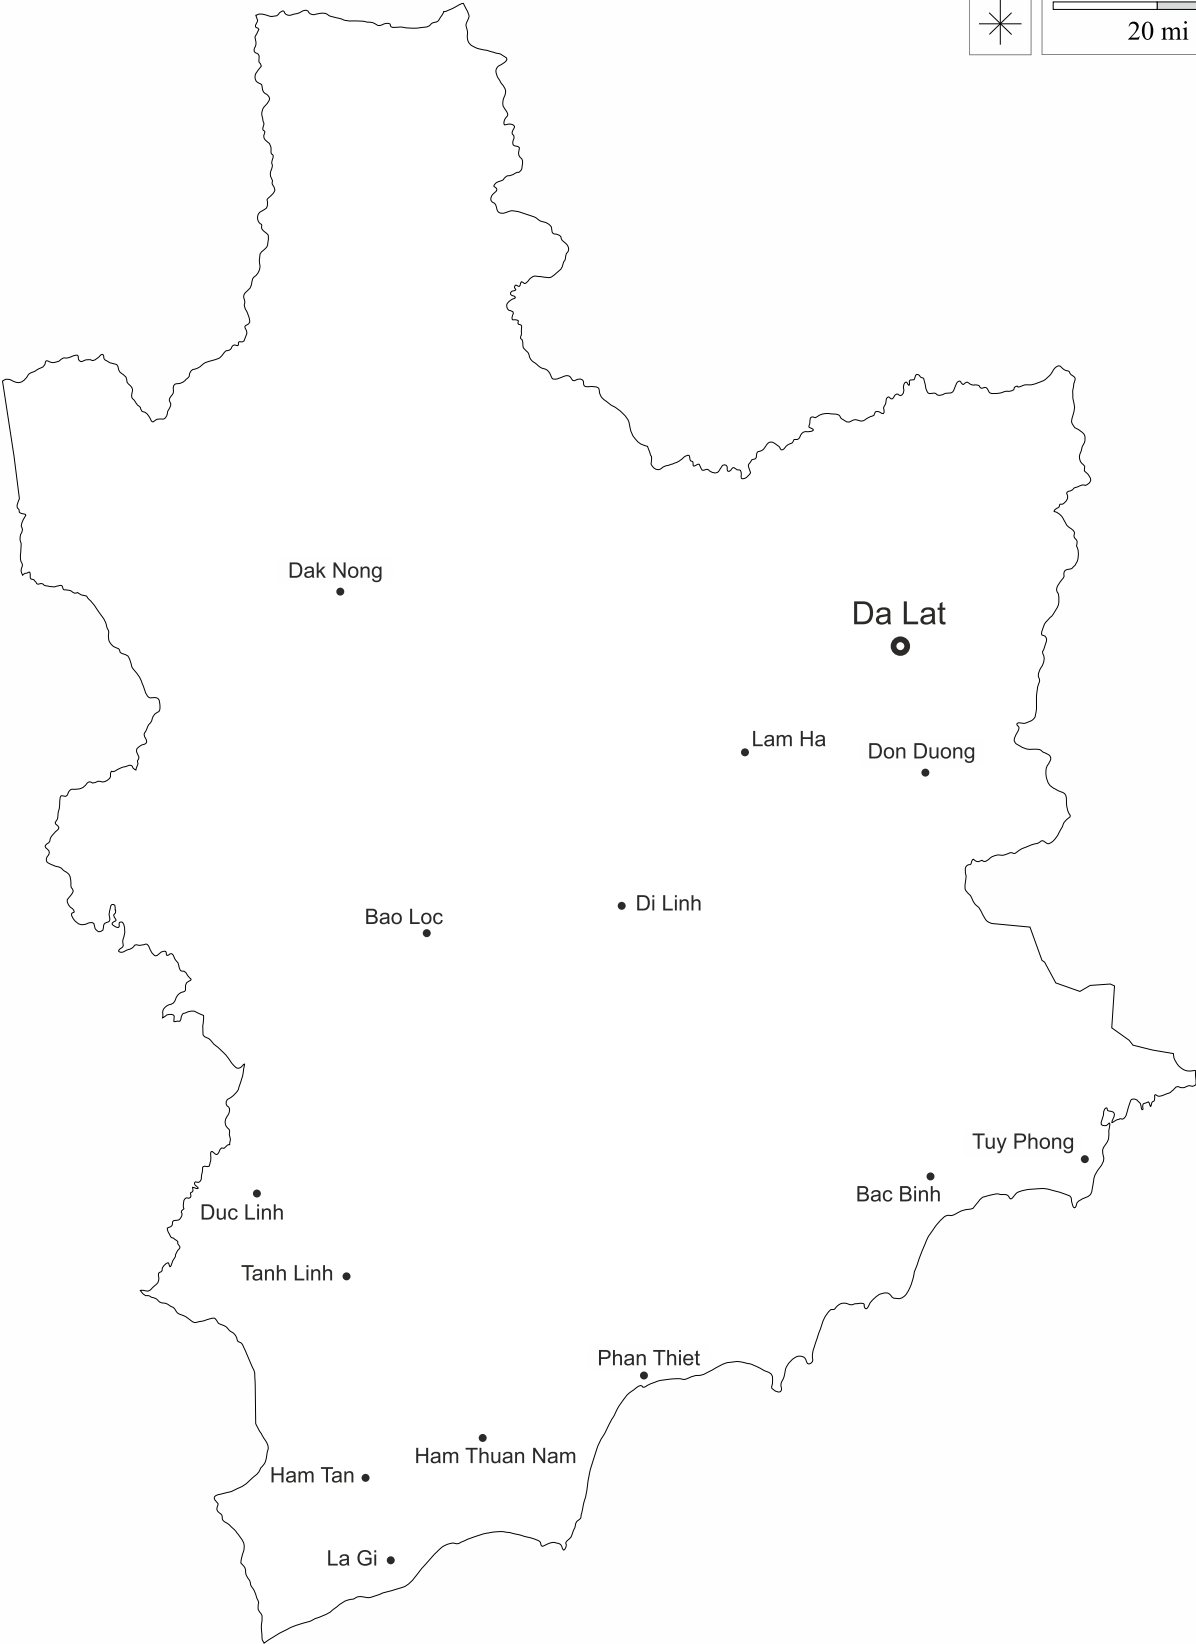 20 mi
Dak Nong
Da Lat
Lam Ha
Don Duong
Di Linh
Bao Loc
Tuy Phong
Bac Binh
Duc Linh
Tanh Linh
Phan Thiet
Ham Thuan Nam
Ham Tan
La Gi